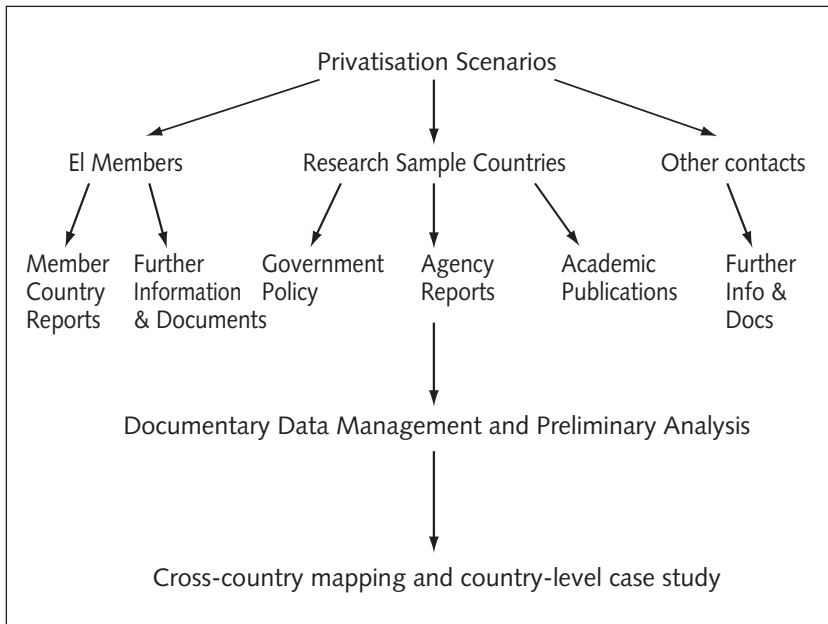 Privatisation Scenarios
El Members
Research Sample Countries
Other contacts
Member
Country
Reports
Further
Information
& Documents
Government
Policy
Agency
Reports
Academic
Publications
Further
Info &
Docs
Documentary Data Management and Preliminary Analysis
Cross-country mapping and country-level case study